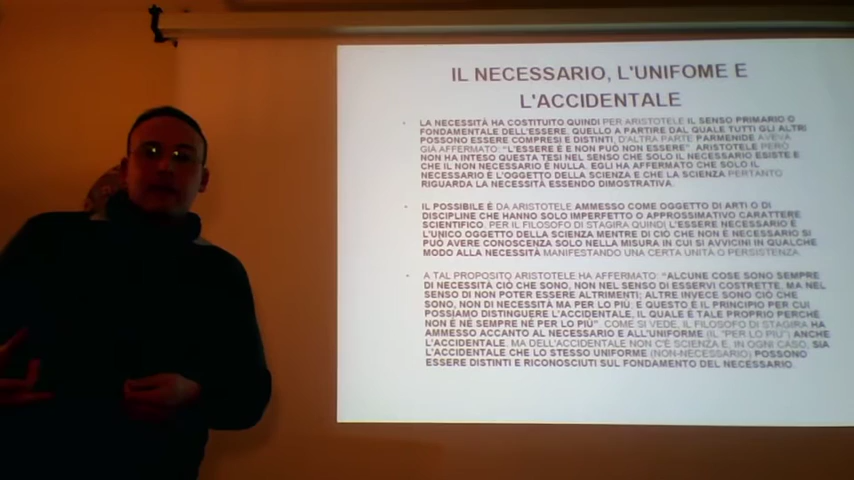 IL NECESSARIO, L'UNIFOME E
L'ACCIDENTALE
LA NECESSITÀ HA COSTITUITO QUINDI PER ARISTOTELE IL SENSO PRIMARIO O
FONDAMENTALE DELL'ESSERE, QUELLO A PARTIRE DAL QUALE TUTTI GLI ALTRI
POSSONO ESSERE COMPRESI E DISTINTI. D'ALTRA PARTE PARMENIDE AVEVA
GIÀ AFFERMATO: "L'ESSERE È E NON PUÒ NON ESSERE". ARISTOTELE PERÒ
NON HA INTESO QUESTA TESI NEL SENSO CHE SOLO IL NECESSARIO ESISTE E
CHE IL NON NECESSARIO È NULLA. EGLI HA AFFERMATO CHE SOLO IL
NECESSARIO È L'OGGETTO DELLA SCIENZA E CHE LA SCIENZA PERTANTO
RIGUARDA LA NECESSITÀ ESSENDO DIMOSTRATIVA.
IL POSSIBILE È DA ARISTOTELE AMMESSO COME OGGETTO DI ARTI O DI
DISCIPLINE CHE HANNO SOLO IMPERFETTO O APPROSSIMATIVO CARATTERE
SCIENTIFICO. PER IL FILOSOFO DI STAGIRA QUINDI L'ESSERE NECESSARIO È
L'UNICO OGGETTO DELLA SCIENZA MENTRE DI CIÒ CHE NON È NECESSARIO SI
PUÒ AVERE CONOSCENZA SOLO NELLA MISURA IN CUI SI AVVICINI IN QUALCHE
MODO ALLA NECESSITÀ MANIFESTANDO UNA CERTA UNITÀ O PERSISTENZA.
A TAL PROPOSITO ARISTOTELE HA AFFERMATO: "ALCUNE COSE SONO SEMPRE
DI NECESSITÀ CIÒ CHE SONO, NON NEL SENSO DI ESSERVI COSTRETTE, MA NEL
SENSO DI NON POTER ESSERE ALTRIMENTI; ALTRE INVECE SONO CIÒ CHE
SONO, NON DI NECESSITÀ MA PER LO PIÙ; E QUESTO È IL PRINCIPIO PER CUI
POSSIAMO DISTINGUERE L'ACCIDENTALE, IL QUALE È TALE PROPRIO PERCHÉ
NON È NÉ SEMPRE NÉ PER LO PIÙ". COME SI VEDE, IL FILOSOFO DI STAGIRA HA
AMMESSO ACCANTO AL NECESSARIO E ALL'UNIFORME (IL "PER LO PIÙ") ANCHE
L'ACCIDENTALE, MA DELL'ACCIDENTALE NON C'È SCIENZA E, IN OGNI CASO, SIA
L'ACCIDENTALE CHE LO STESSO UNIFORME (NON-NECESSARIO) POSSONO
ESSERE DISTINTI E RICONOSCIUTI SUL FONDAMENTO DEL NECESSARIO.